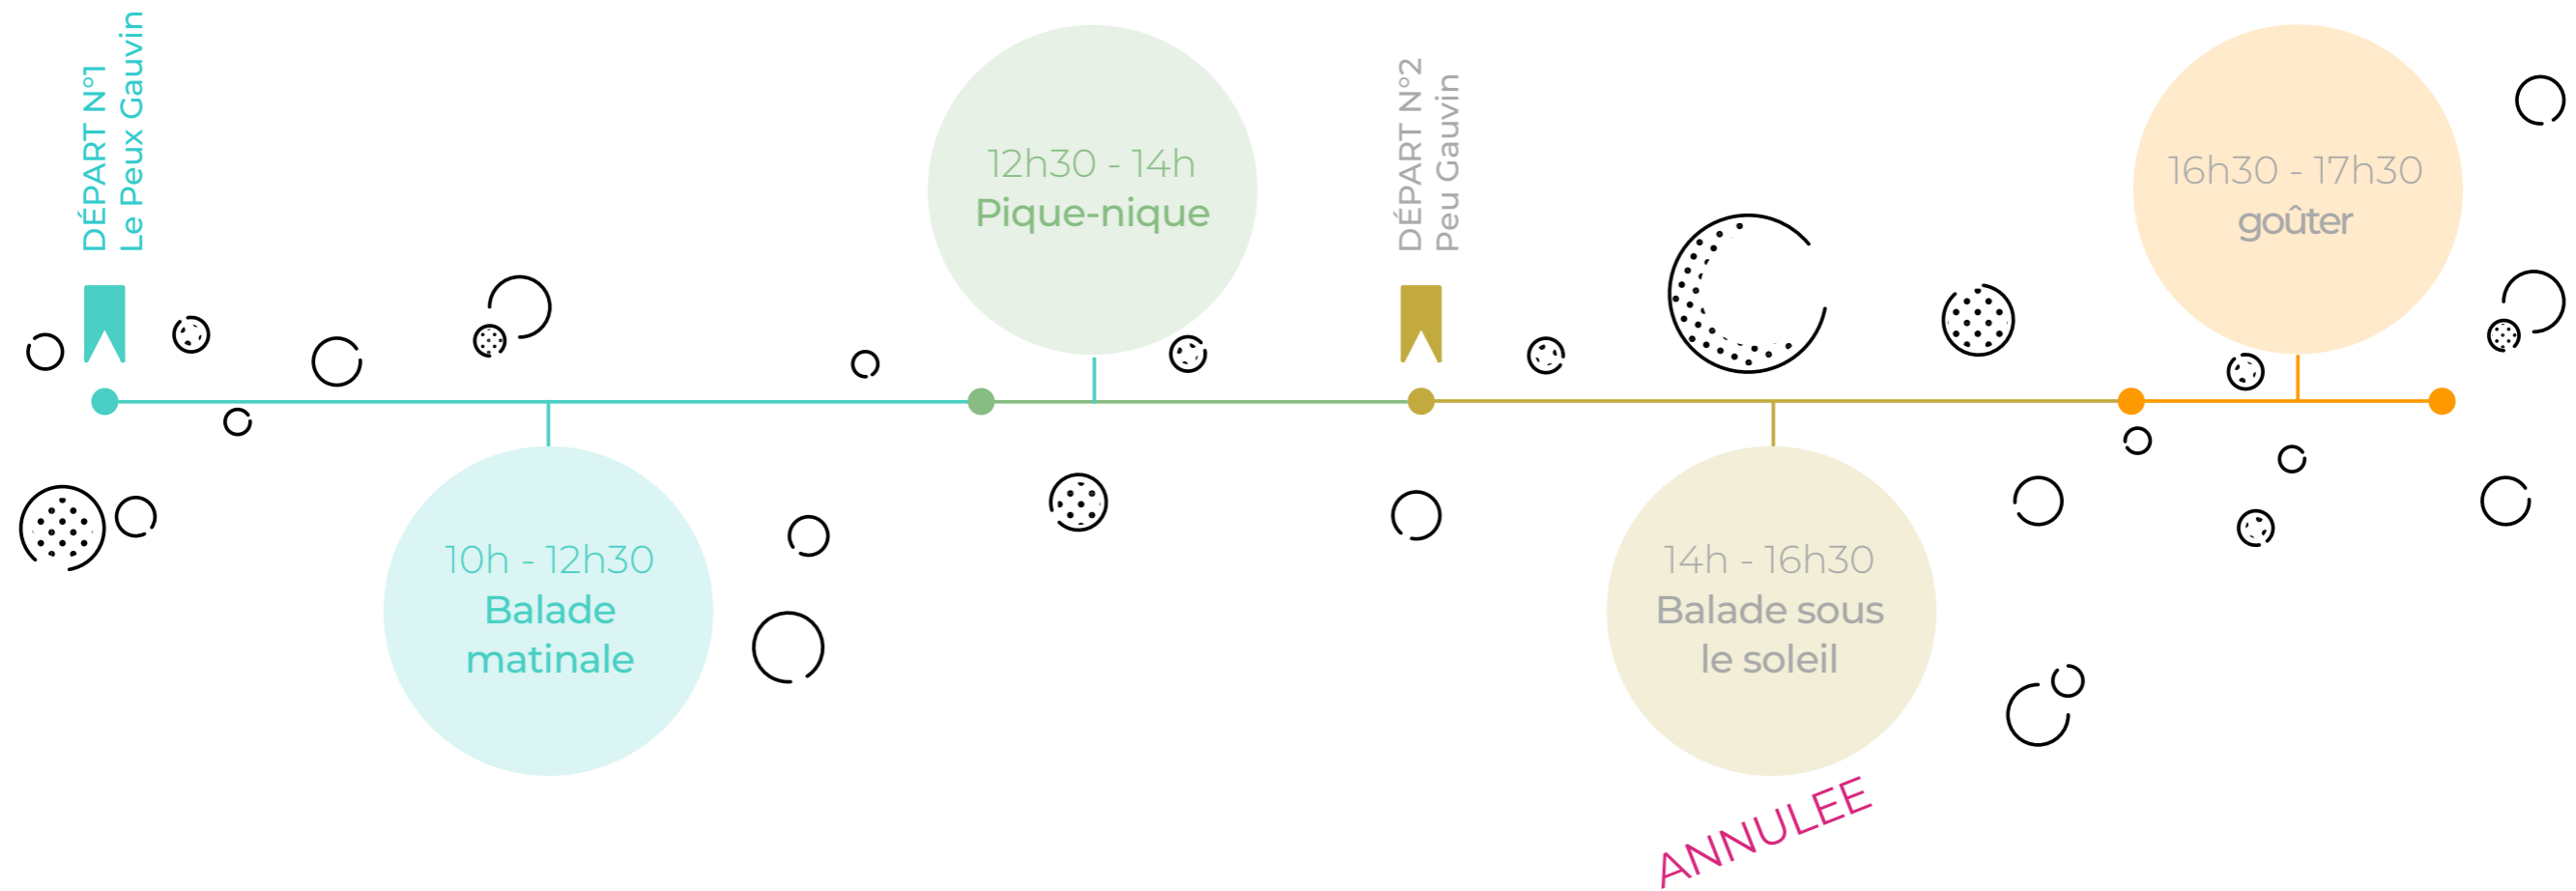 DÉPART N°1
Le Peux Gauvin
10h - 12h30
Balade
matinale
12h30 - 14h
Pique-nique
DÉPART N°2
Peu Gauvin
14h - 16h30
Balade sous
le soleil
ANNULEE
16h30 - 17h30
goûter